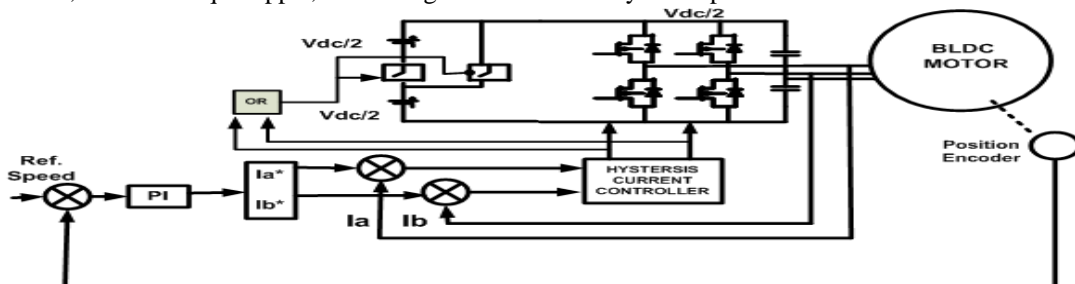 Vdc/2
Vdc/2
BLDC
MOTOR
OR
Vdc/2
Position
Encoder
Ref.
Speed
PI
Ia*
Ib*
HYSTERSIS
CURRENT
CONTROLLER
Ia
Ib